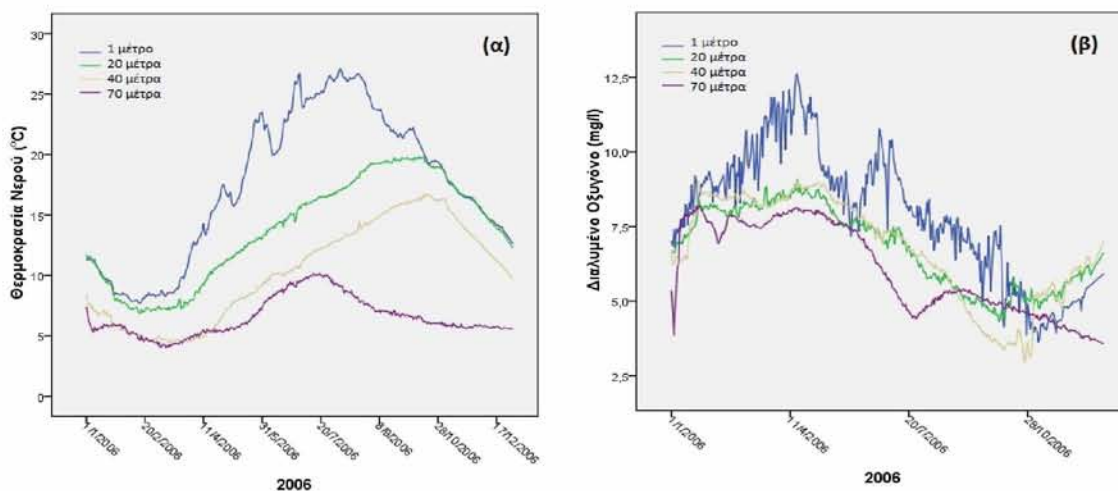 (α)
1 μέτρο
20 μέτρα
40 μέτρα
70 μέτρα
Θερμοκρασία Νερού (°C)
30
25
20
15
10
5
0
1/1/2006
20/2/2006
11/4/2006
31/5/2006
20/7/2006
8/8/2006
28/10/2006
17/12/2006
2006
(β)
1 μέτρο
20 μέτρα
40 μέτρα
70 μέτρα
Διαλυμένο Οξυγόνο (mg/l)
12,5
10,0
7,5
5,0
2,5
1/1/2006
11/4/2006
20/7/2006
28/10/2006
2006